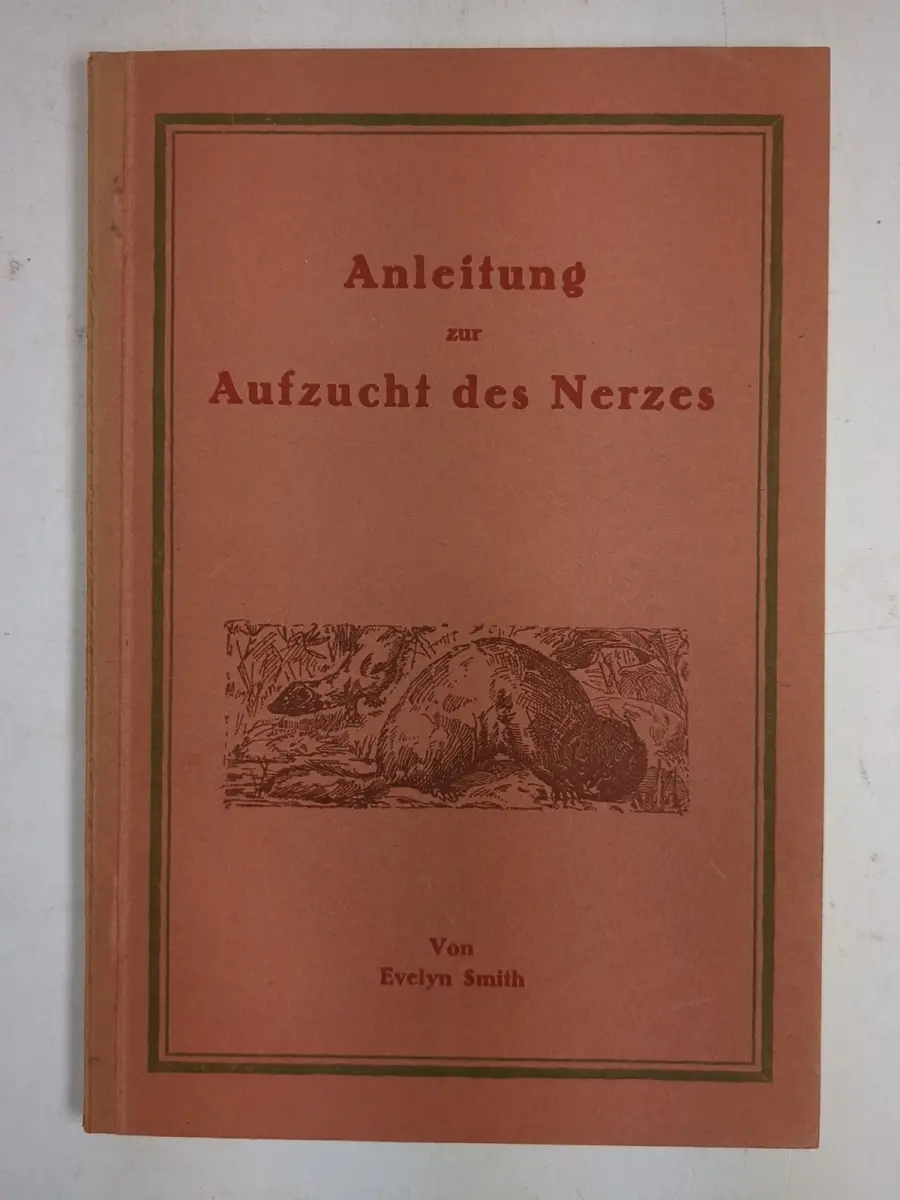 Anleitung
zur
Aufzucht des Nerzes
Von
Evelyn Smith